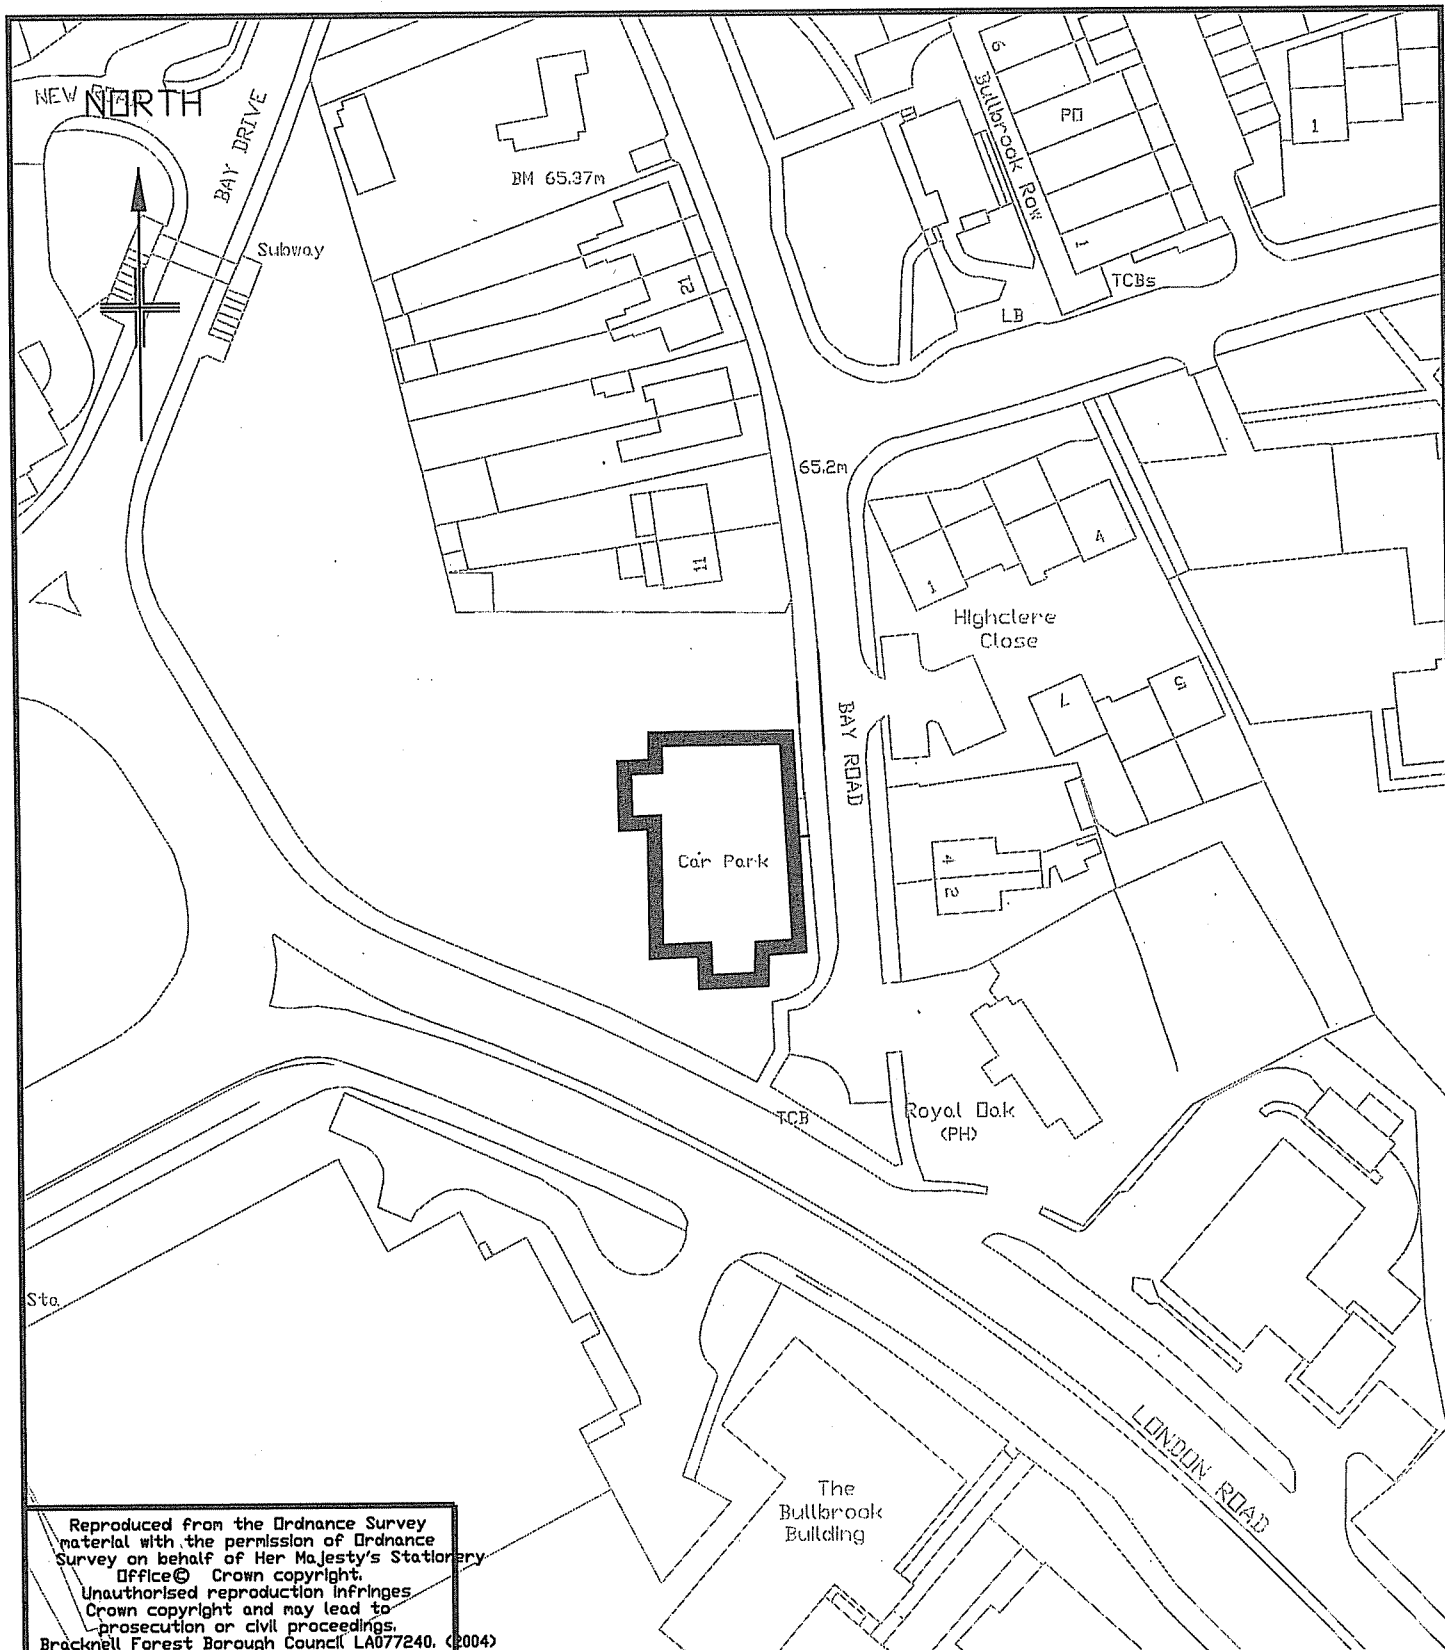 NEW
NORTH
BAY DRIVE
Subway
BM 65.37m
6
Bullbrook Row
PO
1
1
TCBs
LB
12
65.2m
11
1
4
Highclere
Close
7
5
BAY ROAD
Car Park
4
2
TCB
Royal Oak
(PH)
Sta
LONDON ROAD
The
Bullbrook
Building
Reproduced from the Ordnance Survey
material with the permission of Ordnance
Survey on behalf of Her Majesty's Stationery
Office© Crown copyright.
Unauthorised reproduction infringes
Crown copyright and may lead to
prosecution or civil proceedings.
Bracknell Forest Borough Council LA077240. (2004)